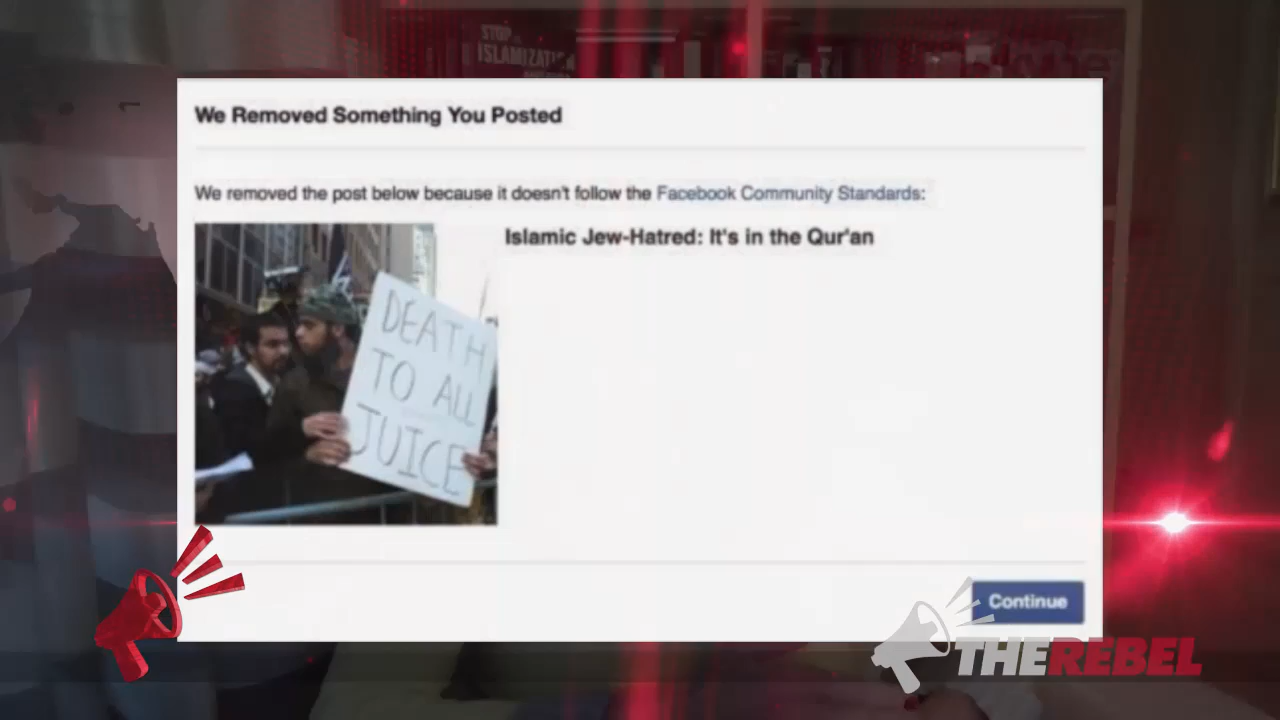 STOP
ISLAMIZATION
We Removed Something You Posted
We removed the post below because it doesn't follow the Facebook Community Standards:
Islamic Jew-Hatred: It's in the Qur'an
DEATH
TO ALL
JUICE
Continue
THEREBEL